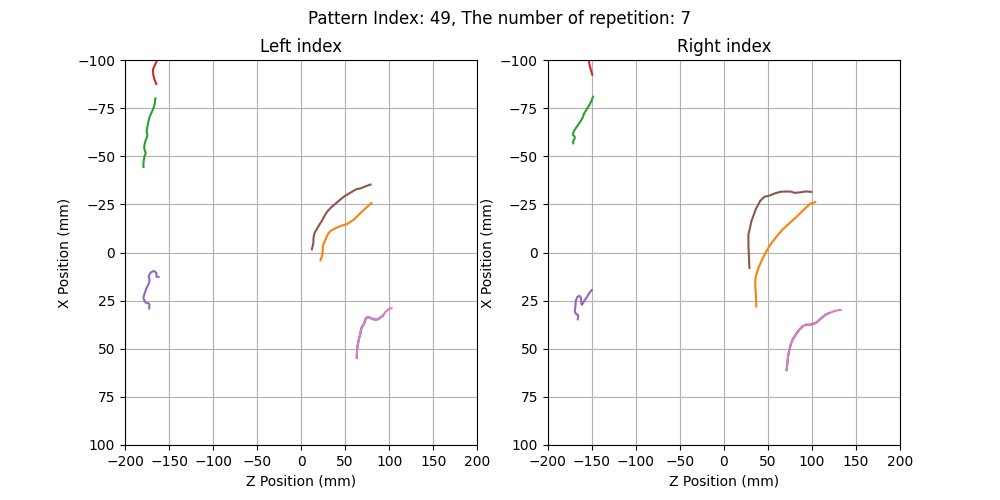 Pattern Index: 49, The number of repetition: 7
Left index
Right index
−100
−75
−50
−25
0
25
50
75
100
X Position (mm)
−200 −150 −100 −50 0 50 100 150 200
Z Position (mm)
−100
−75
−50
−25
0
25
50
75
100
X Position (mm)
−200 −150 −100 −50 0 50 100 150 200
Z Position (mm)